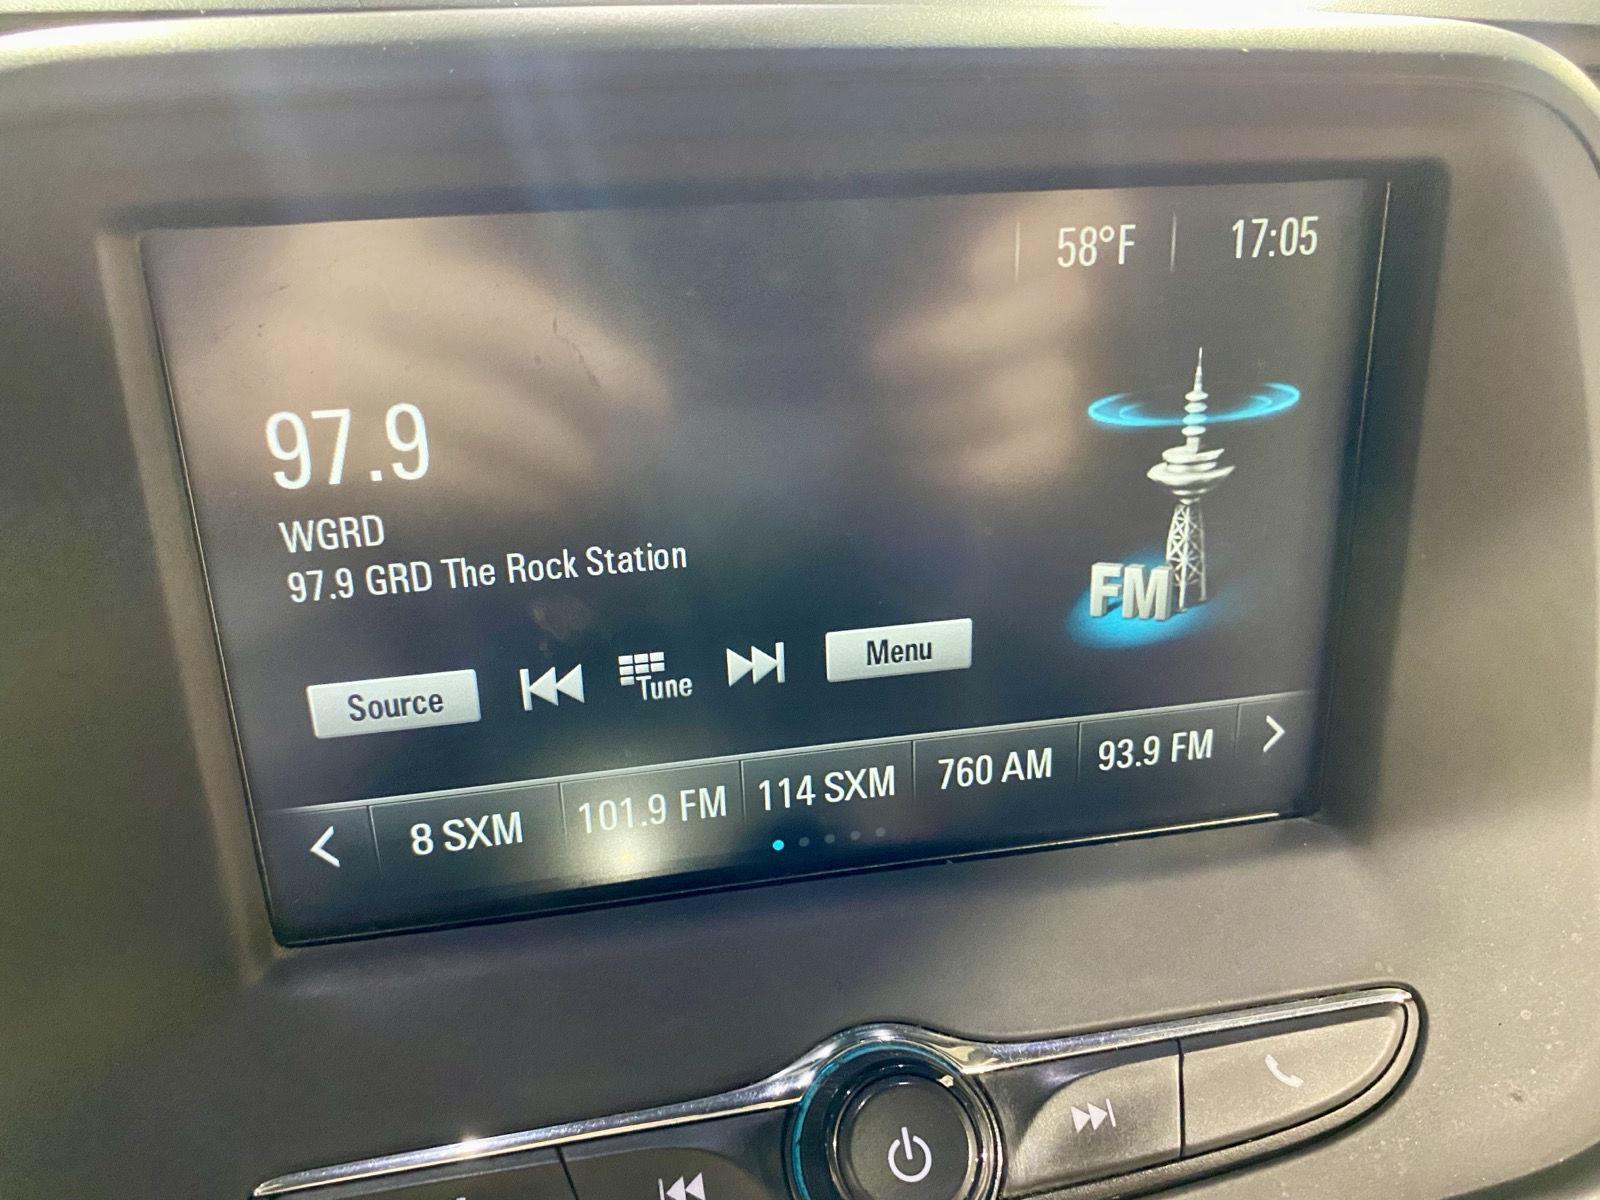 58°F 17:05
97.9
WGRD
97.9 GRD The Rock Station
FM
Source Tune Menu
8 SXM 101.9 FM 114 SXM 760 AM 93.9 FM